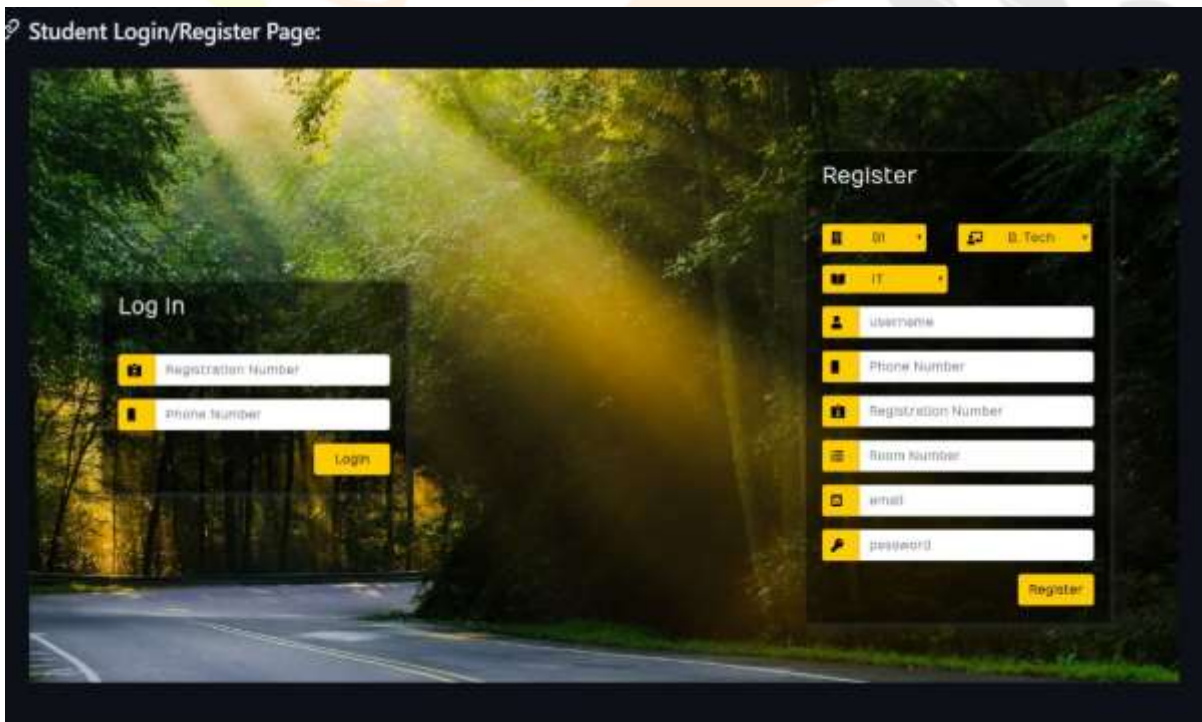 Student Login/Register Page:
Log In
Registration Number
Phone Number
Login
Register
B. Tech
IT
username
Phone Number
Registration Number
Room Number
email
password
Register